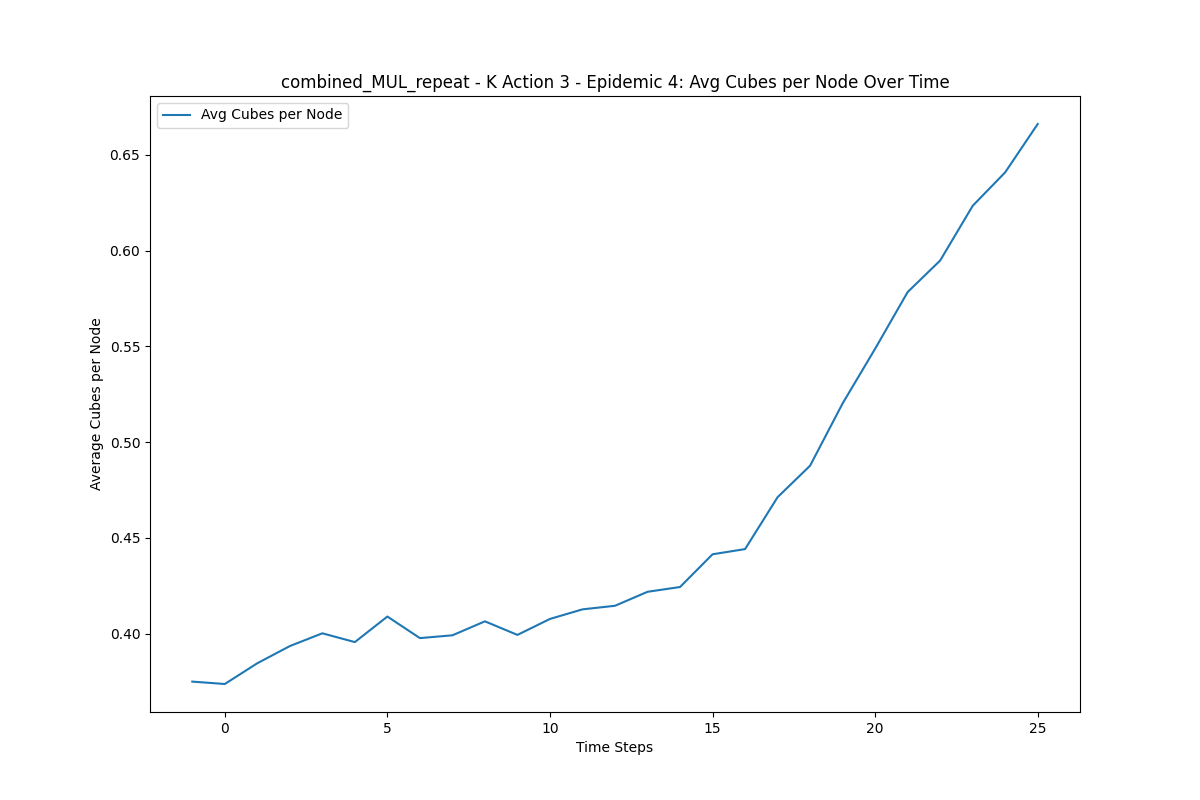 combined_MUL_repeat - K Action 3 - Epidemic 4: Avg Cubes per Node Over Time
Avg Cubes per Node
Average Cubes per Node
0.65
0.60
0.55
0.50
0.45
0.40
0 5 10 15 20 25
Time Steps